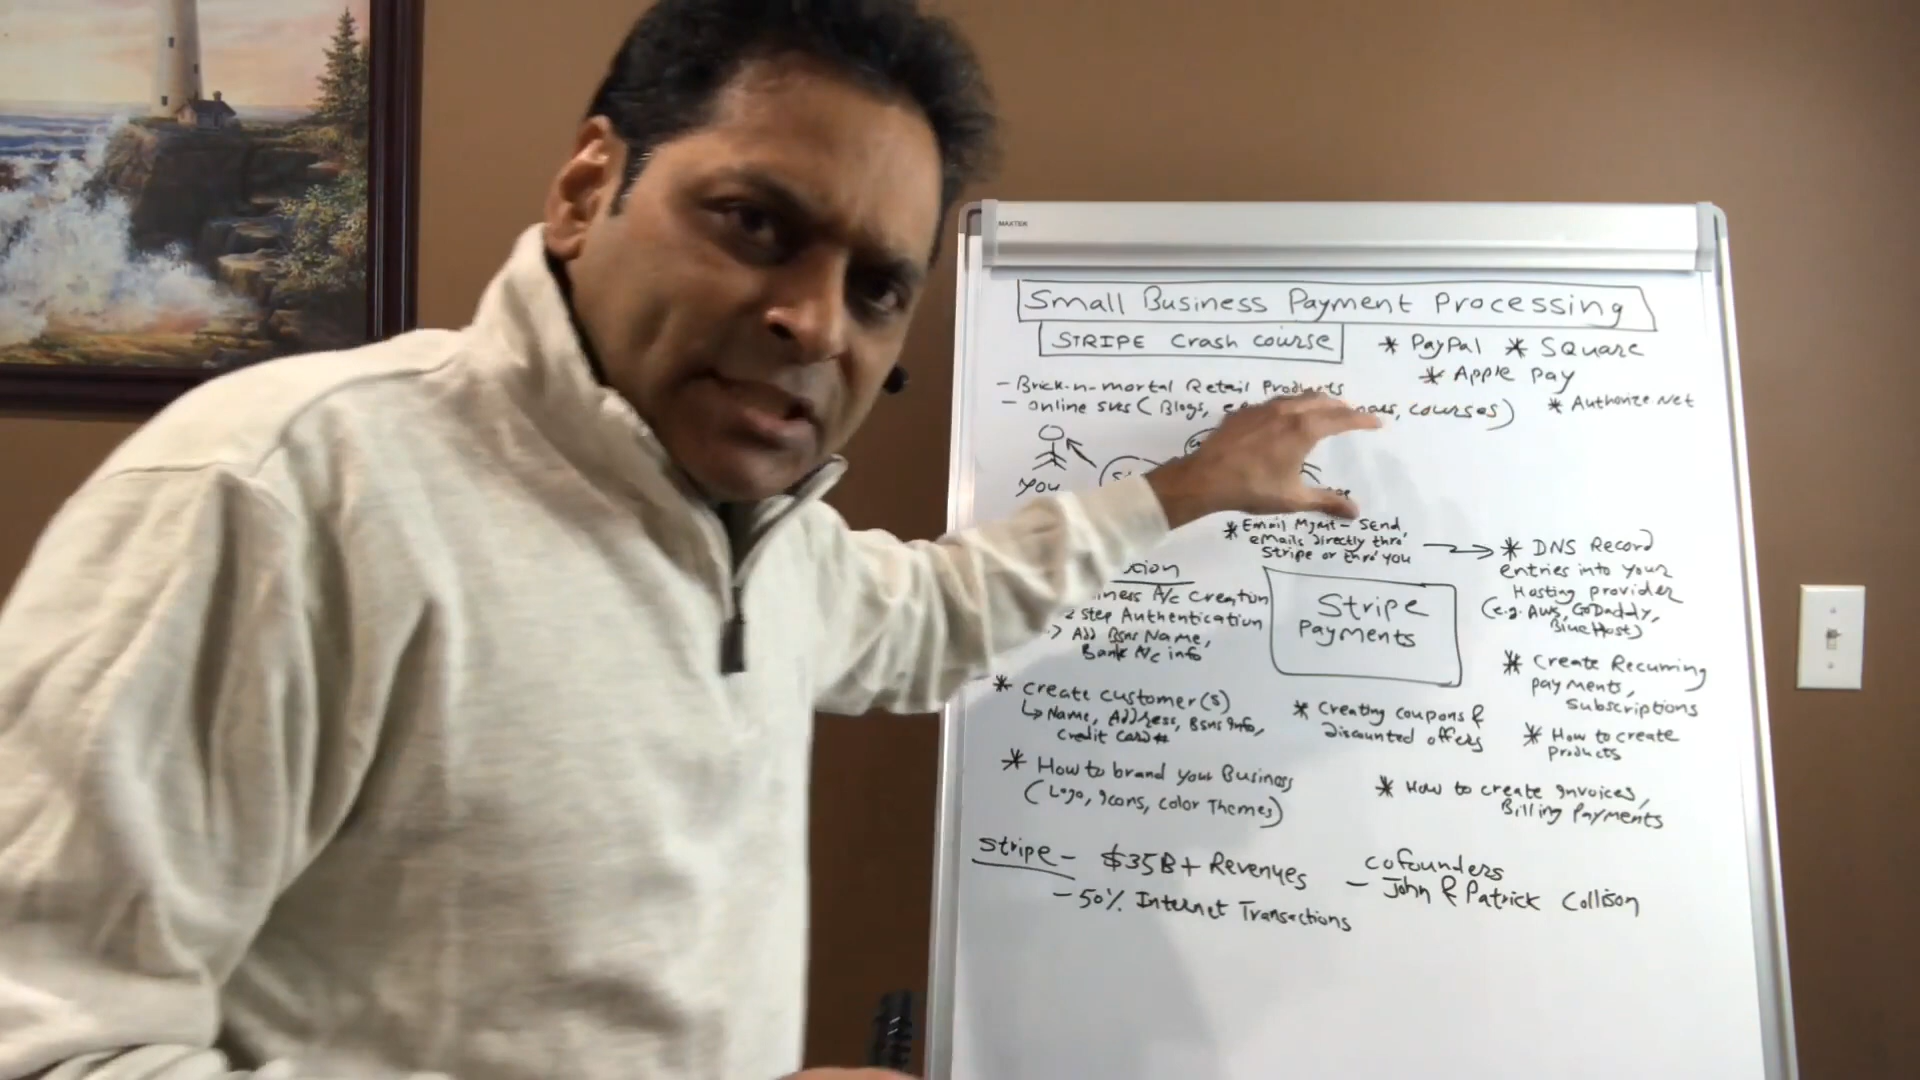 MAXTEK
Small Business Payment Processing
STRIPE Crash course
* PayPal * Square
* Apple pay
* Authorize Net
- Brick-n-mortal Retail Products
- online svcs ( Blogs, courses)
You
* Email Mgmt - Send
emails directly thro'
Stripe or thro' you
* DNS Record
entries into your
Hosting provider
(e.g. AWS, GoDaddy,
BlueHost)
A/c Creation
2 step Authentication
Add Bsns Name,
Bank A/c info
Stripe
Payments
* Create Recurring
payments,
Subscriptions
* create customer(s)
Name, Address, Bsns info,
Credit Card #
* Creating coupons &
Discounted offers
* How to create
products
* How to brand your Business
(Logo, icons, color Themes)
* How to create invoices,
Billing Payments
Stripe - $35B + Revenues
- 50% Internet Transactions
cofounders
- John & Patrick Collison